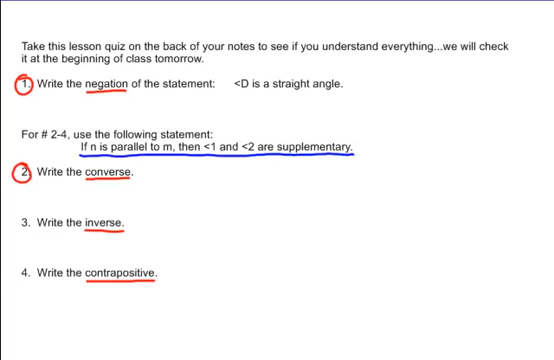 Take this lesson quiz on the back of your notes to see if you understand everything...we will check
it at the beginning of class tomorrow.
1. Write the negation of the statement: <D is a straight angle.
For # 2-4, use the following statement:
If n is parallel to m, then <1 and <2 are supplementary.
2. Write the converse.
3. Write the inverse.
4. Write the contrapositive.